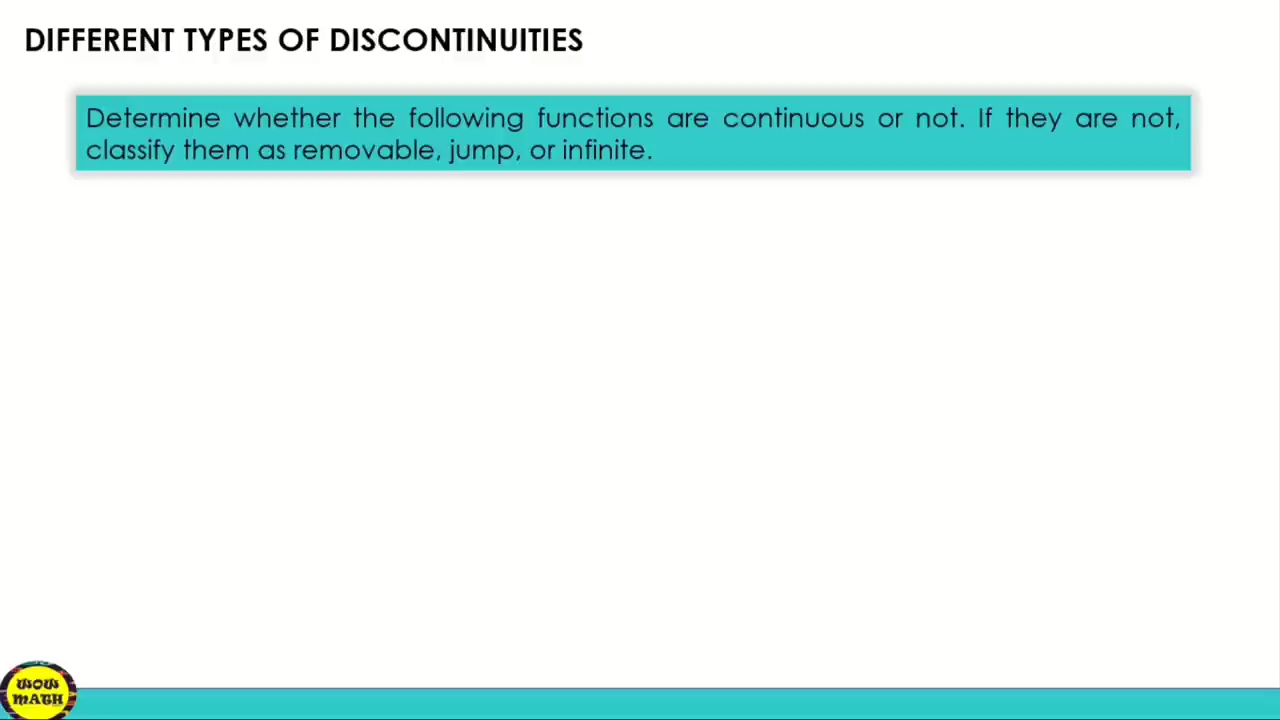 DIFFERENT TYPES OF DISCONTINUITIES
Determine whether the following functions are continuous or not. If they are not,
classify them as removable, jump, or infinite.
WOW
MATH